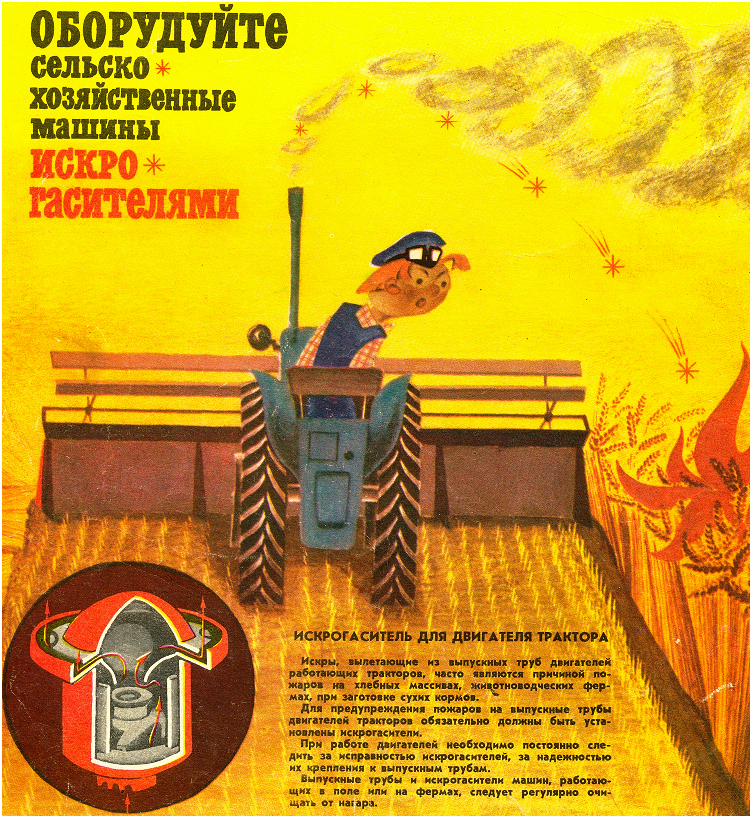 ОБОРУДУЙТЕ
СЕЛЬСКО*
ХОЗЯЙСТВЕННЫЕ
МАШИНЫ
ИСКРО*
ГАСИТЕЛЯМИ
ИСКРОГАСИТЕЛЬ ДЛЯ ДВИГАТЕЛЯ ТРАКТОРА
Искры, вылетающие из выпускных труб двигателей
работающих тракторов, часто являются причиной по-
жаров на хлебных массивах, животноводческих фер-
мах, при заготовке сухих кормов.
Для предупреждения пожаров на выпускные трубы
двигателей тракторов обязательно должны быть уста-
новлены искрогасители.
При работе двигателей необходимо постоянно сле-
дить за исправностью искрогасителей, за надежностью
их крепления к выпускным трубам.
Выпускные трубы и искрогасители машин, работаю-
щих в поле или на фермах, следует регулярно очи-
щать от нагара.